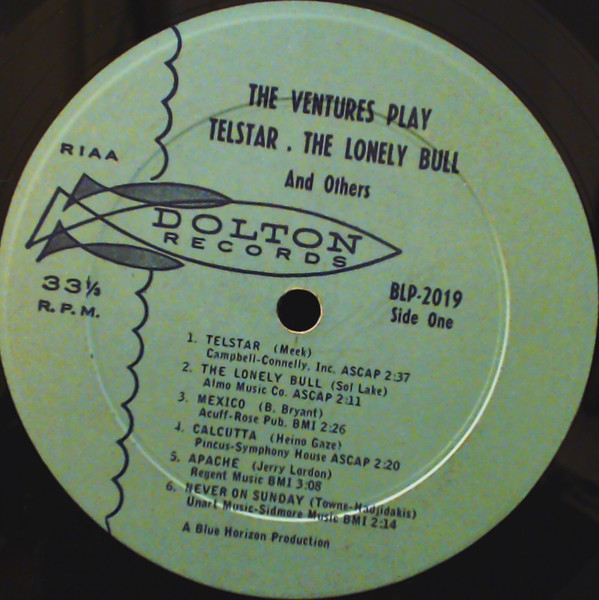 THE VENTURES PLAY
TELSTAR . THE LONELY BULL
And Others
RIAA
DOLTON
RECORDS
33⅓
R.P.M.
BLP-2019
Side One
1. TELSTAR (Meek)
Campbell-Connelly, Inc. ASCAP 2:37
2. THE LONELY BULL (Sol Lake)
Almo Music Co. ASCAP 2:11
3. MEXICO (B. Bryant)
Acuff-Rose Pub. BMI 2:26
4. CALCUTTA (Heino Gaze)
Pincus-Symphony House ASCAP 2:20
5. APACHE (Jerry Lordon)
Regent Music BMI 3:08
6. NEVER ON SUNDAY (Towne-Hadjidakis)
Unart Music-Sidmore Music BMI 2:14
A Blue Horizon Production